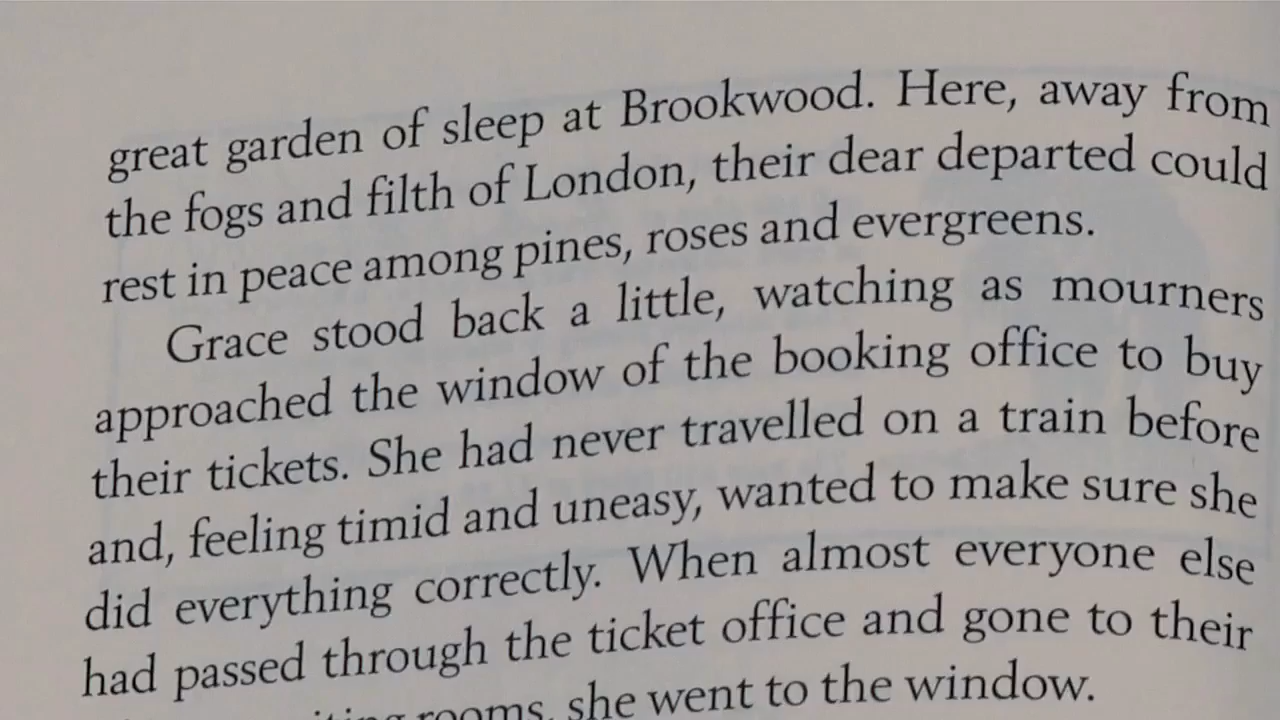 great garden of sleep at Brookwood. Here, away from
the fogs and filth of London, their dear departed could
rest in peace among pines, roses and evergreens.
Grace stood back a little, watching as mourners
approached the window of the booking office to buy
their tickets. She had never travelled on a train before
and, feeling timid and uneasy, wanted to make sure she
did everything correctly. When almost everyone else
had passed through the ticket office and gone to their
rooms, she went to the window.